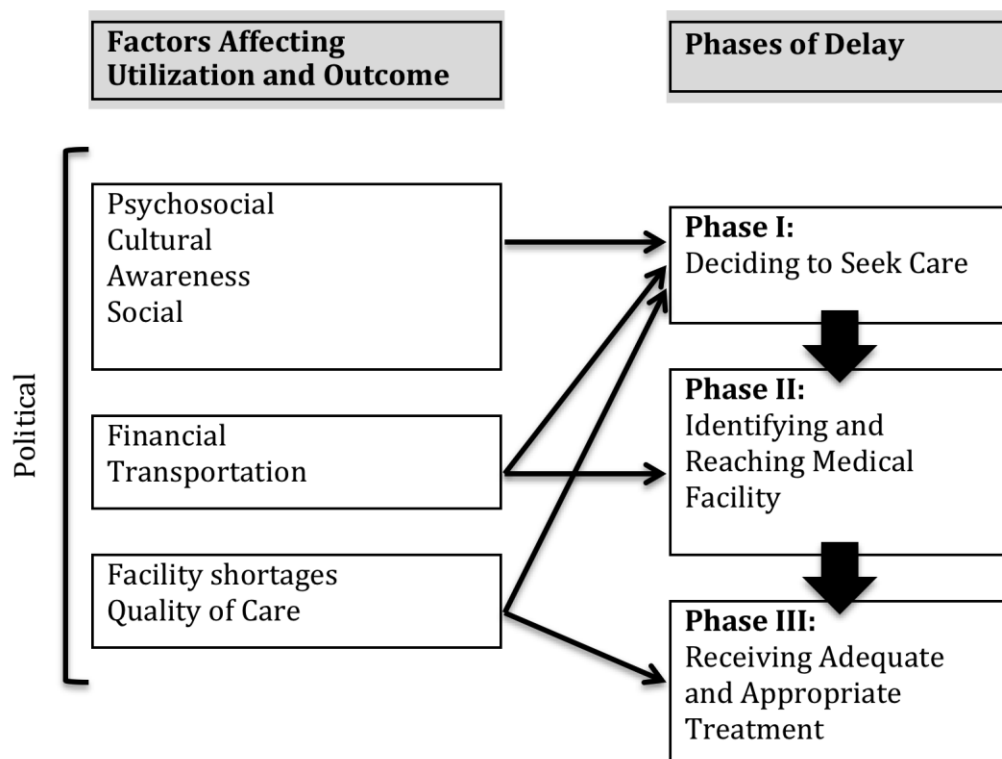 Factors Affecting
Utilization and Outcome
Phases of Delay
Political
Psychosocial
Cultural
Awareness
Social
Financial
Transportation
Facility shortages
Quality of Care
Phase I:
Deciding to Seek Care
Phase II:
Identifying and
Reaching Medical
Facility
Phase III:
Receiving Adequate
and Appropriate
Treatment